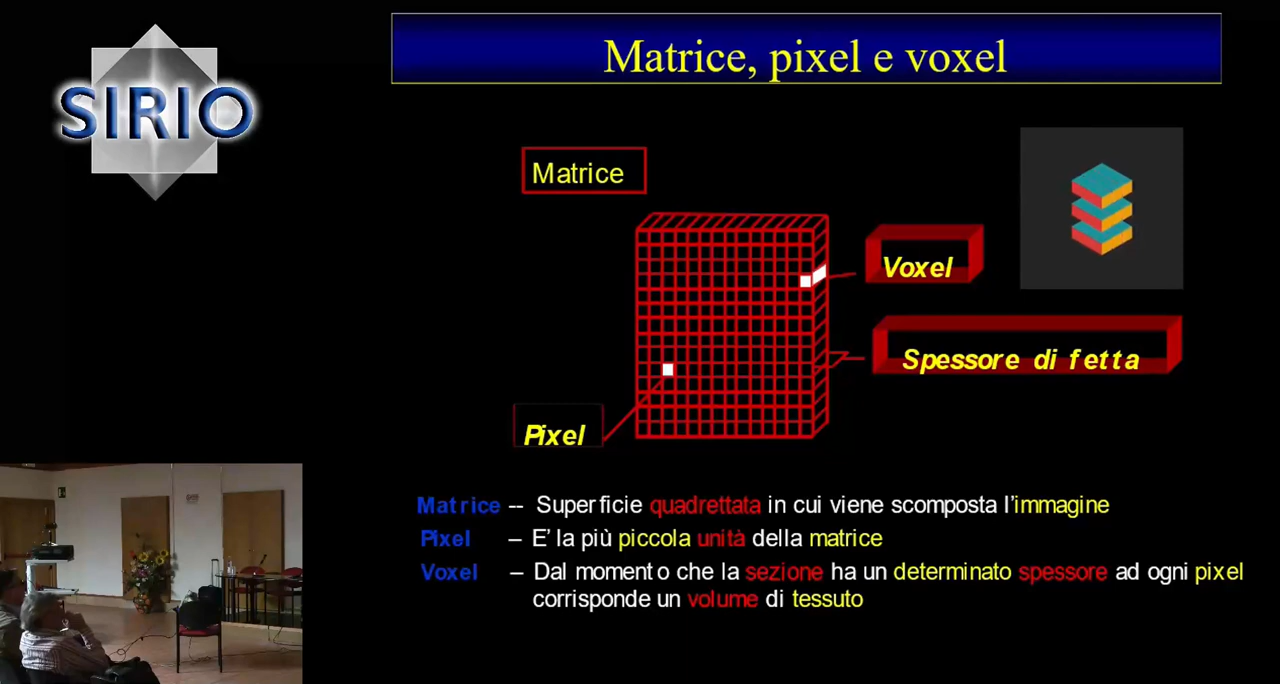 SIRIO
Matrice, pixel e voxel
Matrice
Voxel
Spessore di fetta
Pixel
Matrice -- Superficie quadrettata in cui viene scomposta l'immagine
Pixel – E' la più piccola unità della matrice
Voxel – Dal momento che la sezione ha un determinato spessore ad ogni pixel
corrisponde un volume di tessuto